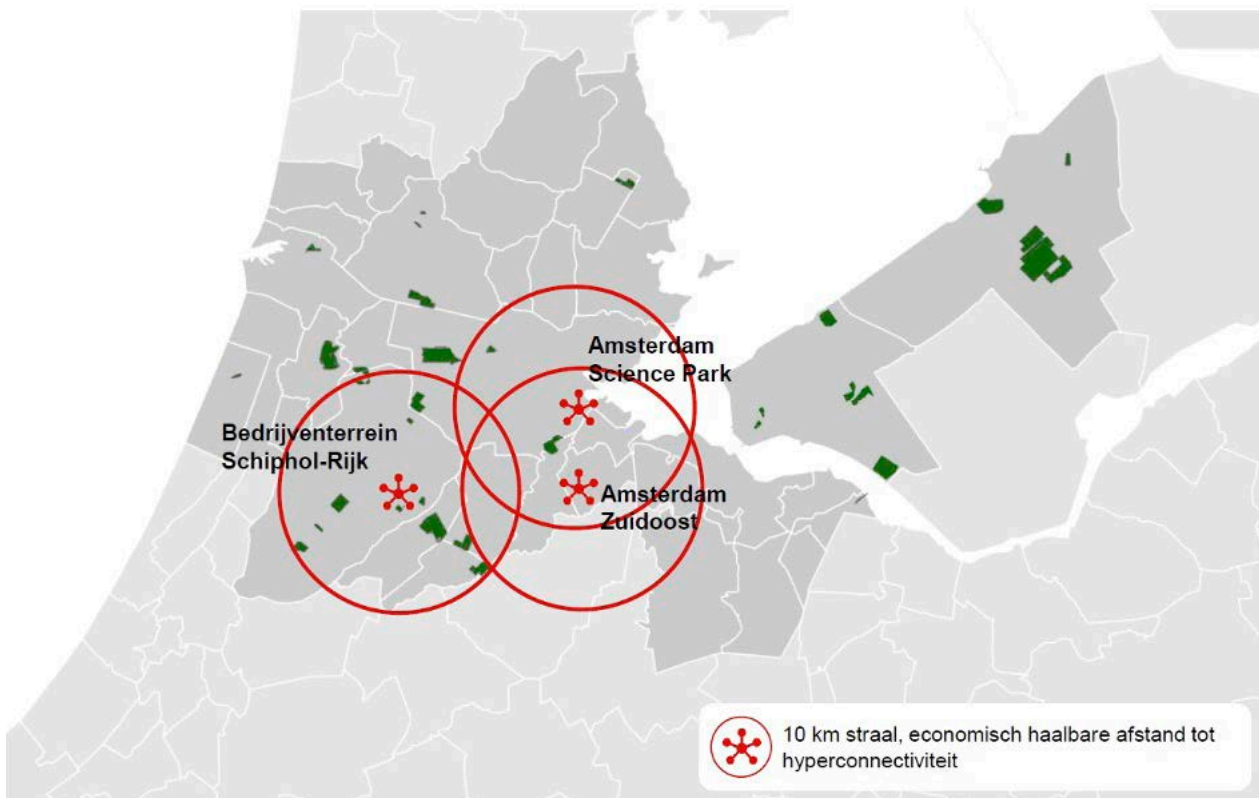 Amsterdam
Science Park
Bedrijventerrein
Schiphol-Rijk
Amsterdam
Zuidoost
10 km straal, economisch haalbare afstand tot
hyperconnectiviteit